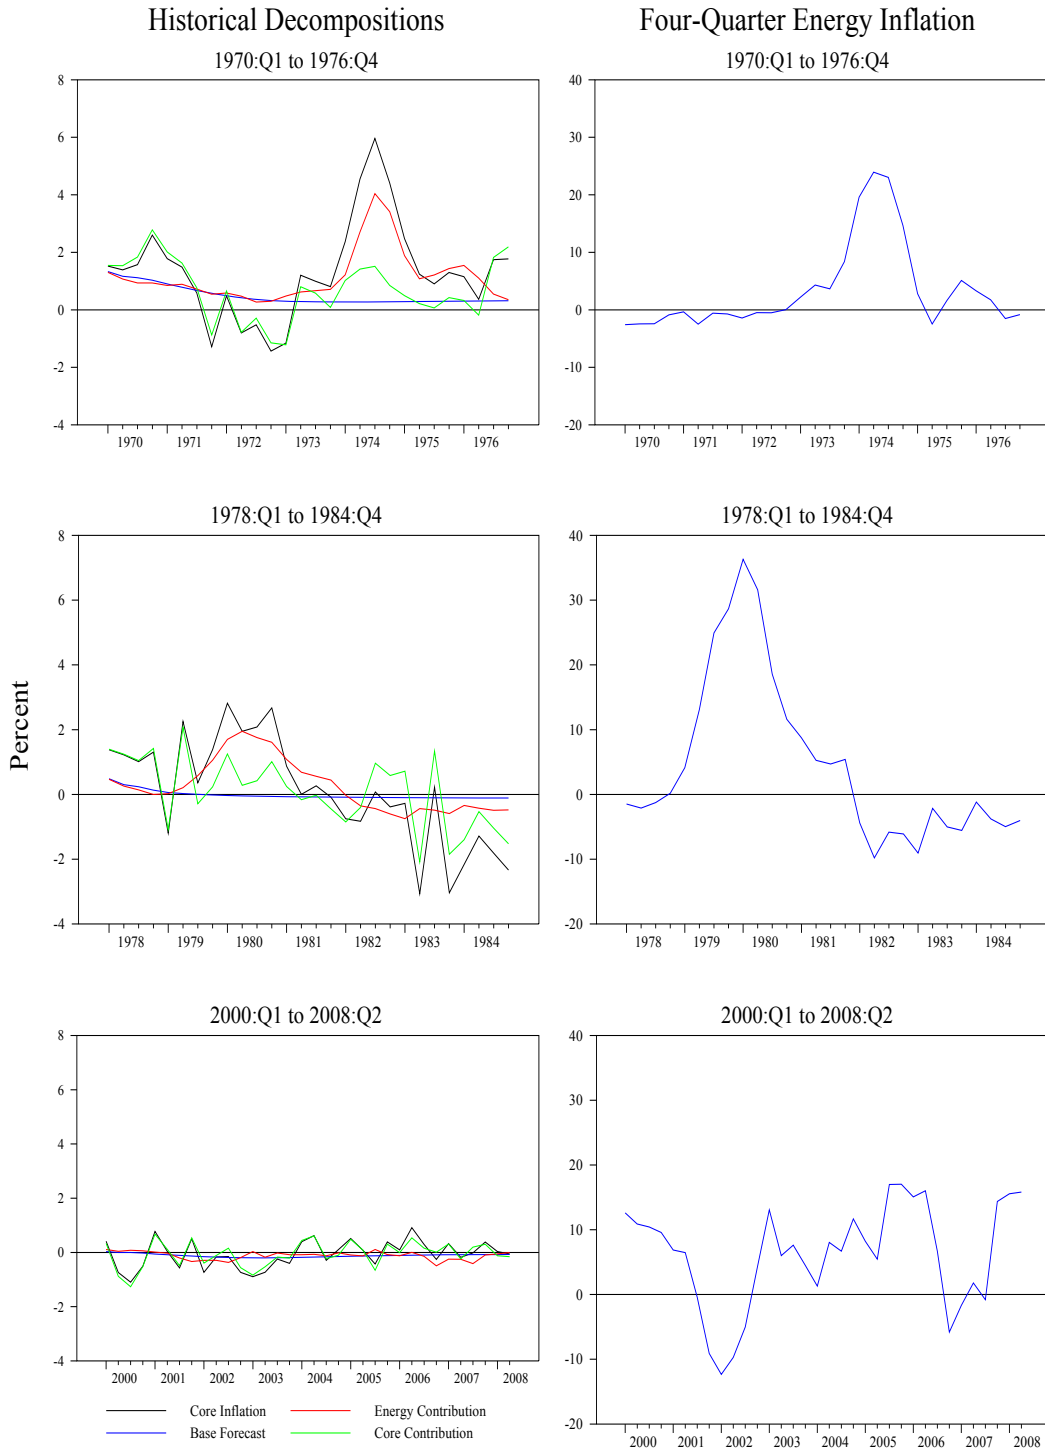 Historical Decompositions
Four-Quarter Energy Inflation
1970:Q1 to 1976:Q4
8
6
4
2
0
-2
-4
1970 1971 1972 1973 1974 1975 1976
1970:Q1 to 1976:Q4
40
30
20
10
0
-10
-20
1970 1971 1972 1973 1974 1975 1976
Percent
1978:Q1 to 1984:Q4
8
6
4
2
0
-2
-4
1978 1979 1980 1981 1982 1983 1984
1978:Q1 to 1984:Q4
40
30
20
10
0
-10
-20
1978 1979 1980 1981 1982 1983 1984
2000:Q1 to 2008:Q2
8
6
4
2
0
-2
-4
2000 2001 2002 2003 2004 2005 2006 2007 2008
Core Inflation Energy Contribution
Base Forecast Core Contribution
2000:Q1 to 2008:Q2
40
30
20
10
0
-10
-20
2000 2001 2002 2003 2004 2005 2006 2007 2008